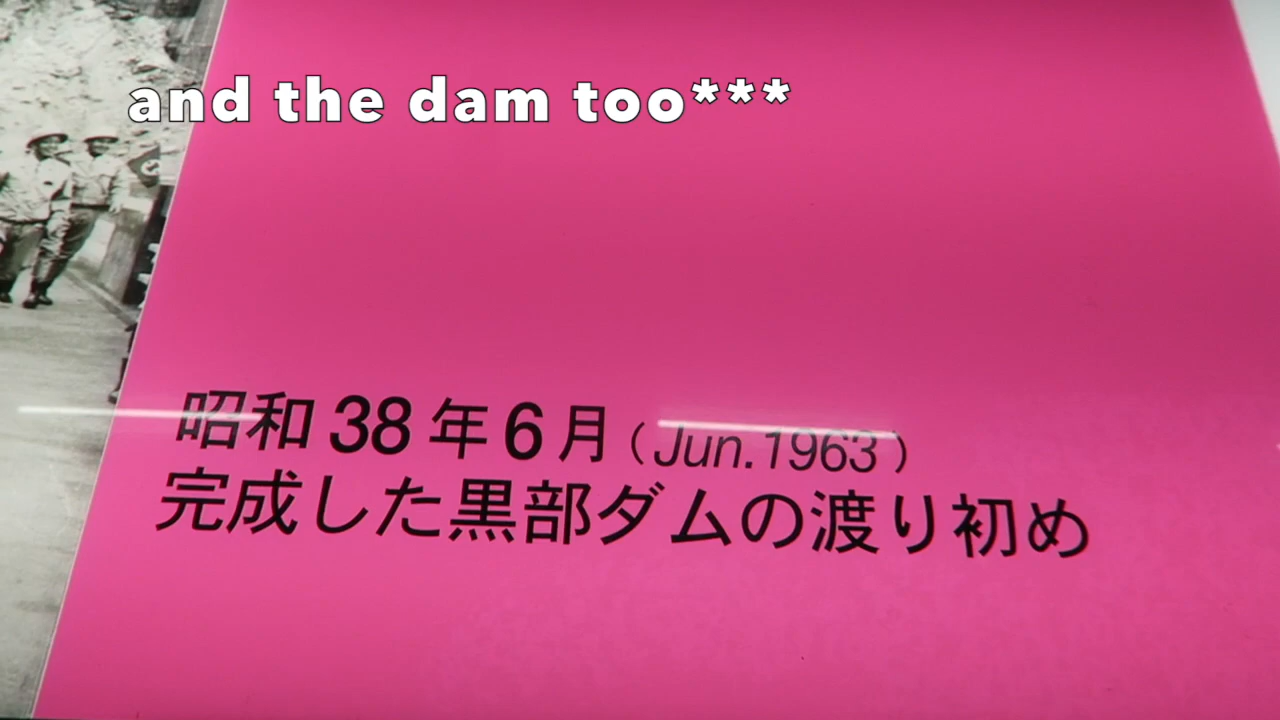 and the dam too***
昭和38年6月(Jun.1963)
完成した黒部ダムの渡り初め